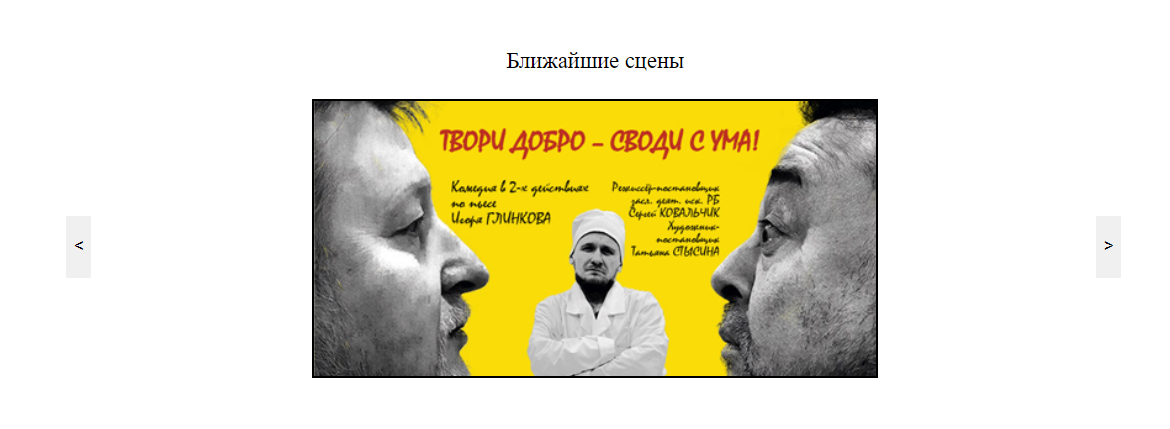 Ближайшие сцены
ТВОРИ ДОБРО – СВОДИ С УМА!
Комедия в 2-х действиях
по пьесе
Игоря ГЛИНКОВА
Режиссёр-постановщик
засл. деят. иск. РБ
Сергей КОВАЛЬЧИК
Художник-
постановщик
Татьяна СТЫСИНА
<
>